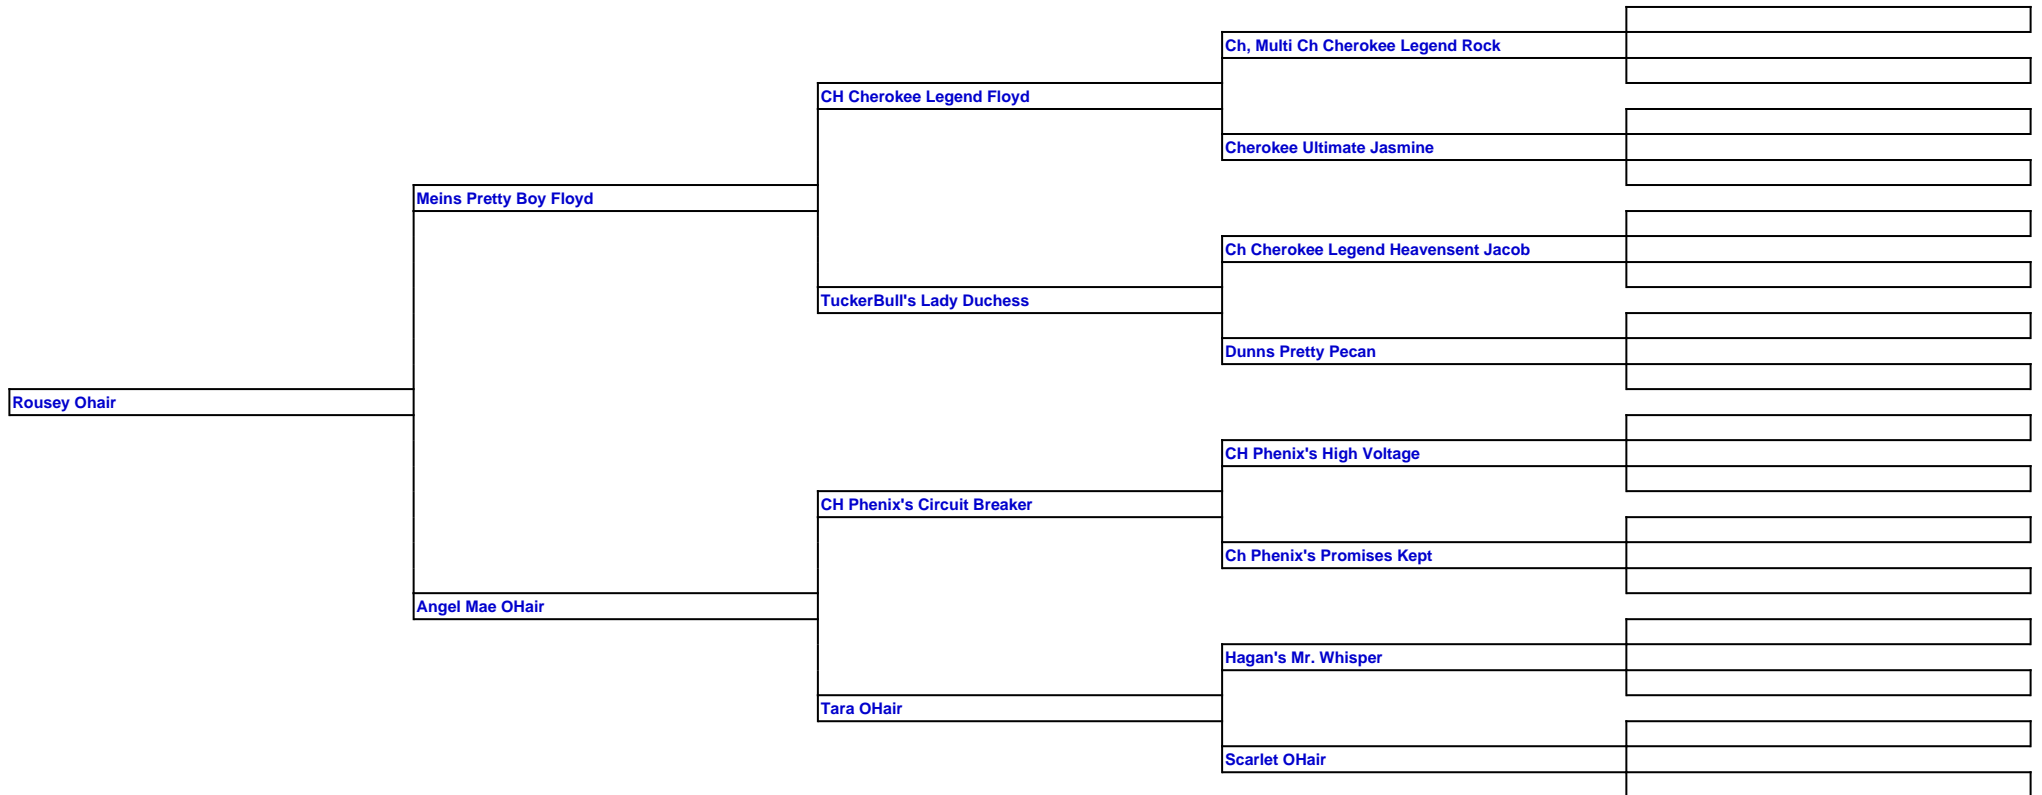 Ch, Multi Ch Cherokee Legend Rock
CH Cherokee Legend Floyd
Cherokee Ultimate Jasmine
Meins Pretty Boy Floyd
Ch Cherokee Legend Heavensent Jacob
TuckerBull's Lady Duchess
Dunns Pretty Pecan
Rousey Ohair
CH Phenix's High Voltage
CH Phenix's Circuit Breaker
Ch Phenix's Promises Kept
Angel Mae OHair
Hagan's Mr. Whisper
Tara OHair
Scarlet OHair